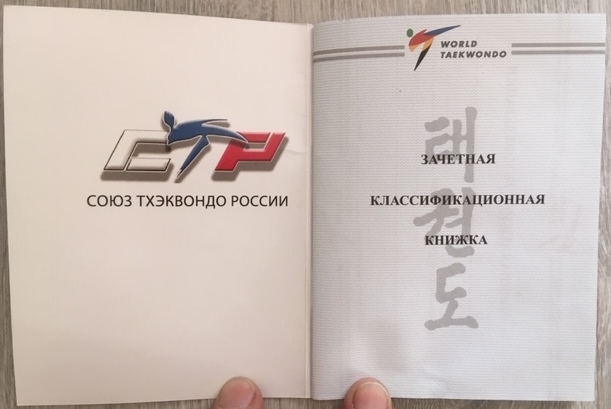 СТР
СОЮЗ ТХЭКВОНДО РОССИИ
WORLD
TAEKWONDO
태권도
ЗАЧЕТНАЯ
КЛАССИФИКАЦИОННАЯ
КНИЖКА